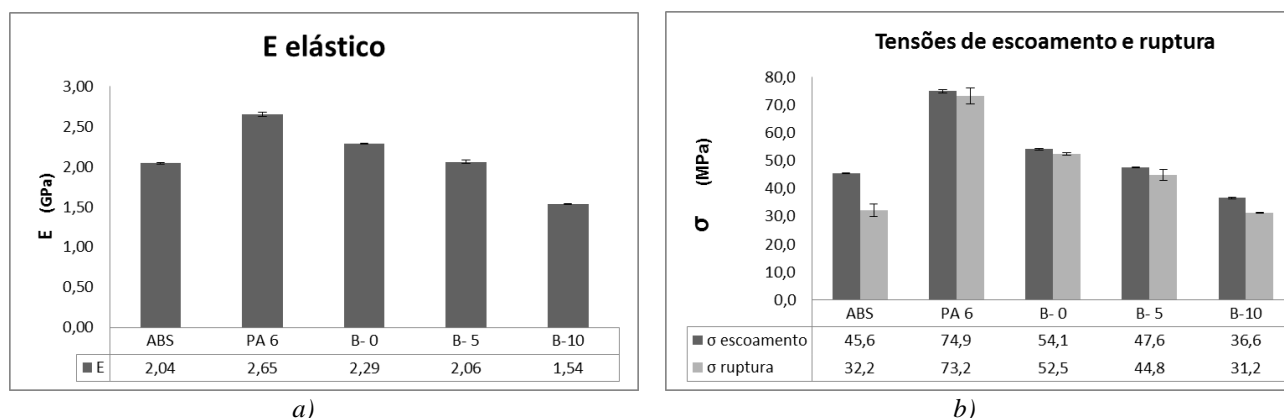 E elástico
E (GPa)
3,00
2,50
2,00
1,50
1,00
0,50
0,00
ABS PA 6 B- 0 B- 5 B-10
E 2,04 2,65 2,29 2,06 1,54
a)
Tensões de escoamento e ruptura
σ (MPa)
80,0
70,0
60,0
50,0
40,0
30,0
20,0
10,0
0,0
ABS PA 6 B- 0 B- 5 B-10
σ escoamento 45,6 74,9 54,1 47,6 36,6
σ ruptura 32,2 73,2 52,5 44,8 31,2
b)